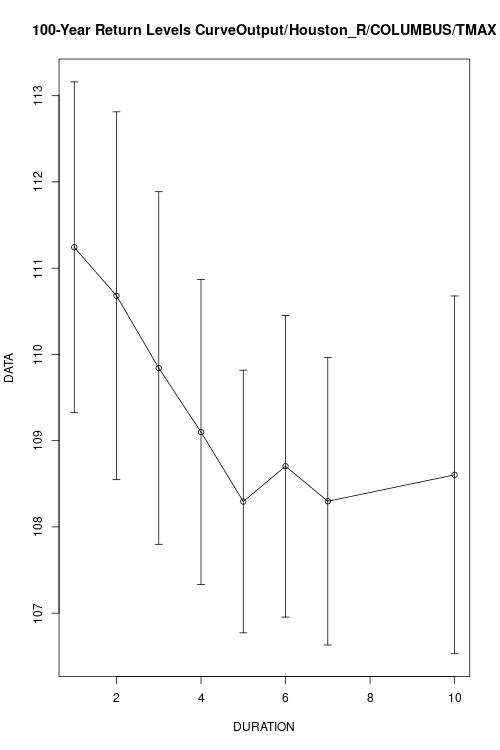 100-Year Return Levels CurveOutput/Houston_R/COLUMBUS/TMAX
DATA
113
112
111
110
109
108
107
2 4 6 8 10
DURATION